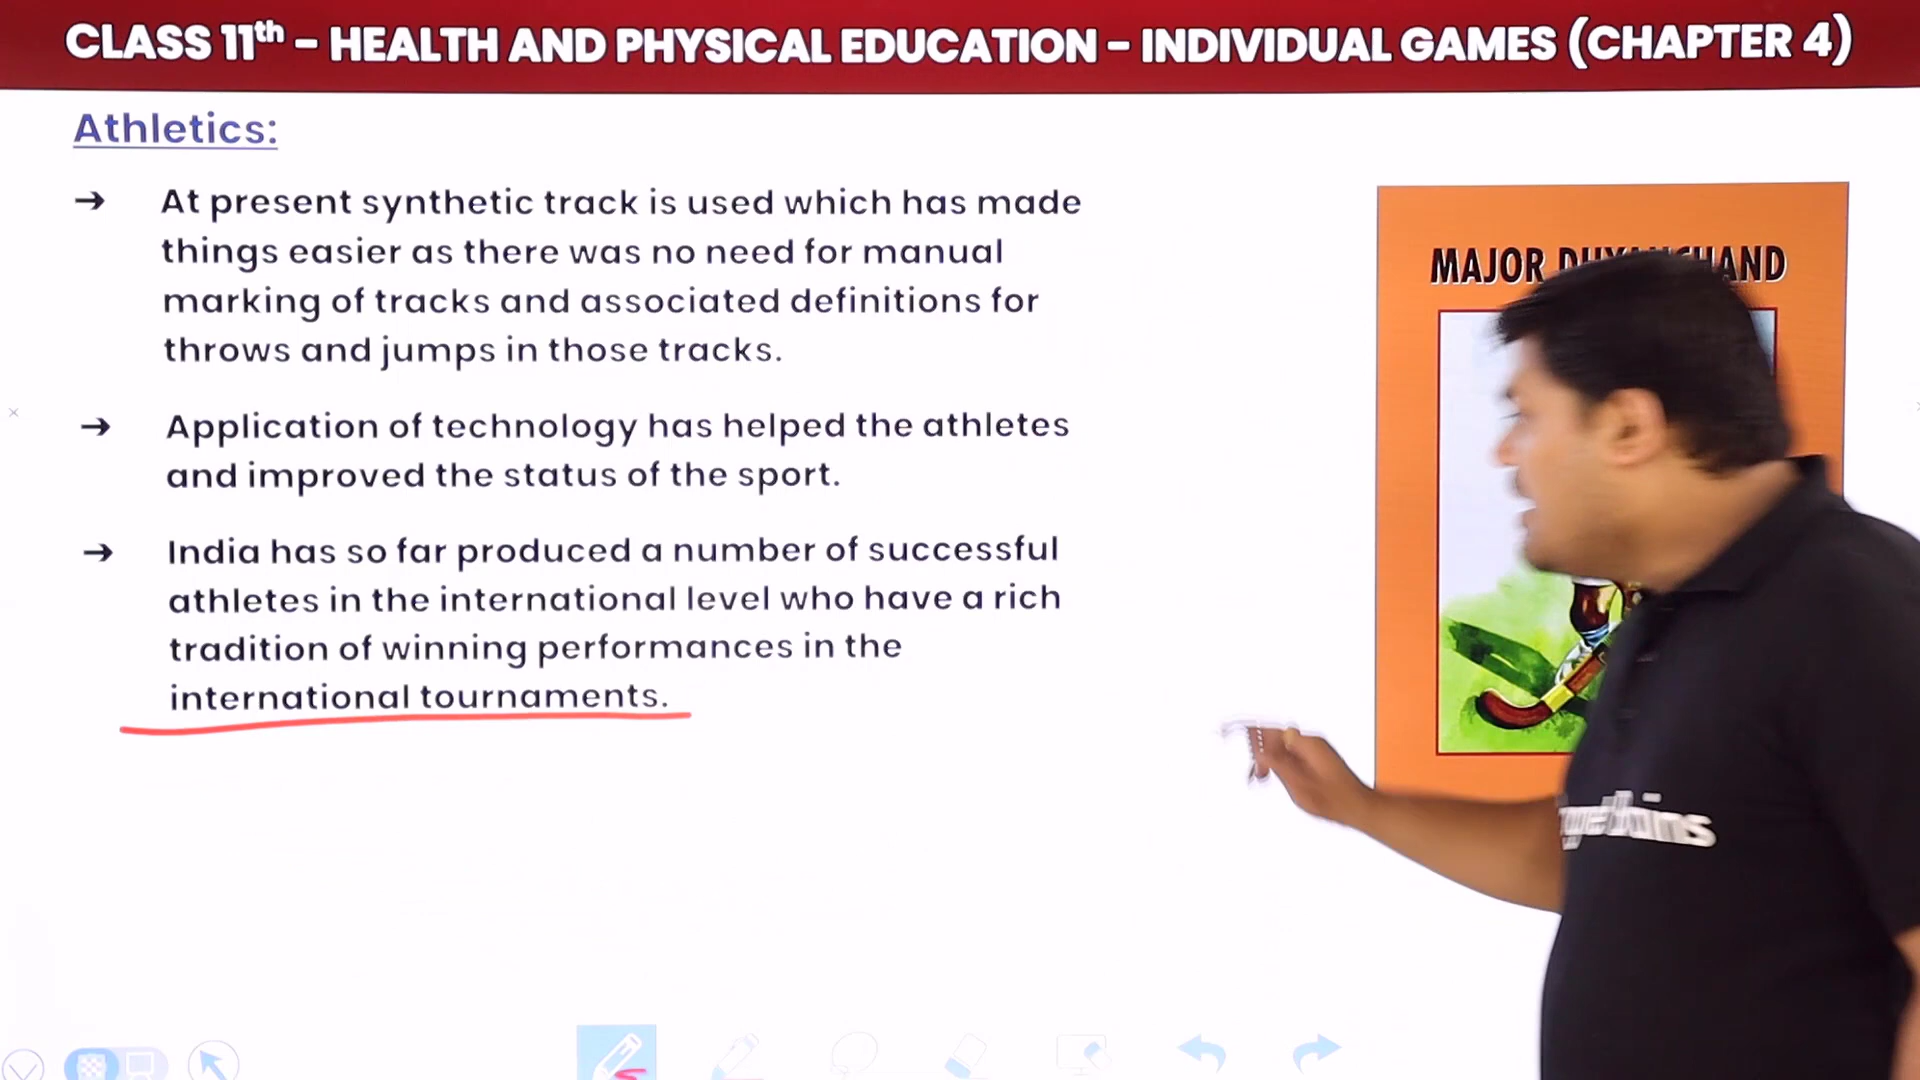 CLASS 11th – HEALTH AND PHYSICAL EDUCATION – INDIVIDUAL GAMES (CHAPTER 4)
Athletics:
→ At present synthetic track is used which has made
things easier as there was no need for manual
marking of tracks and associated definitions for
throws and jumps in those tracks.
→ Application of technology has helped the athletes
and improved the status of the sport.
→ India has so far produced a number of successful
athletes in the international level who have a rich
tradition of winning performances in the
international tournaments.
MAJOR